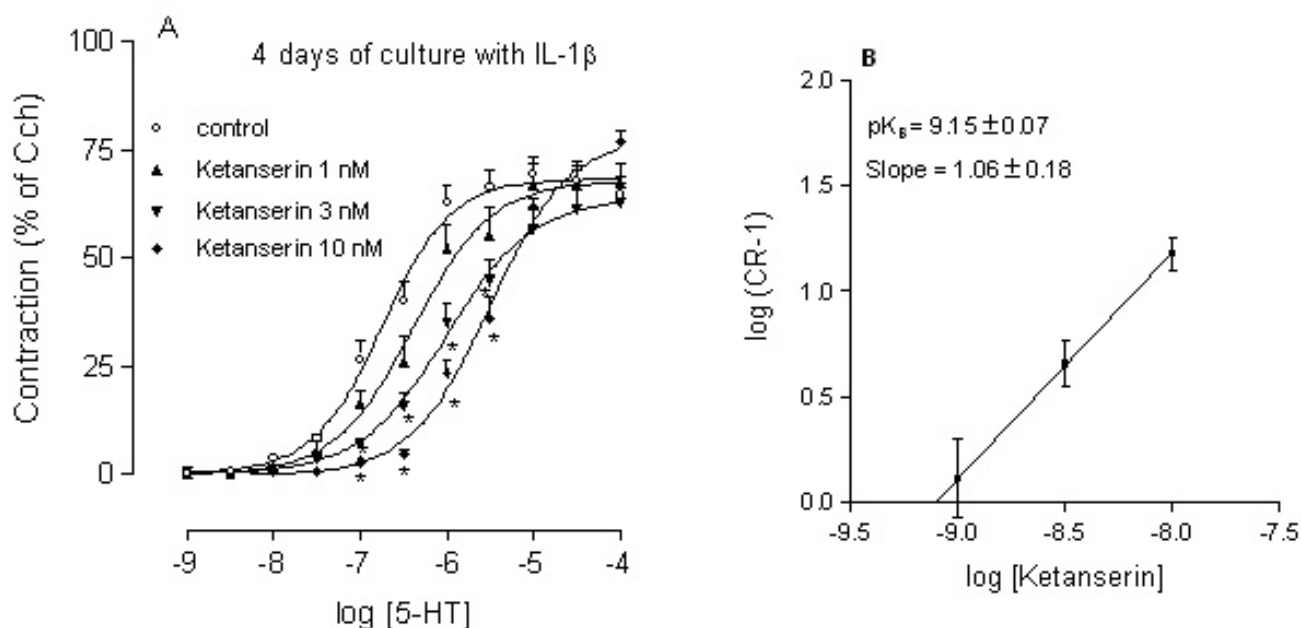 A
4 days of culture with IL-1β
control
Ketanserin 1 nM
Ketanserin 3 nM
Ketanserin 10 nM
Contraction (% of Cch)
100
75
50
25
0
* * * * * * *
-9 -8 -7 -6 -5 -4
log [5-HT]
B
pK_B = 9.15±0.07
Slope = 1.06±0.18
log (CR-1)
2.0
1.5
1.0
0.5
0.0
-9.5 -9.0 -8.5 -8.0 -7.5
log [Ketanserin]